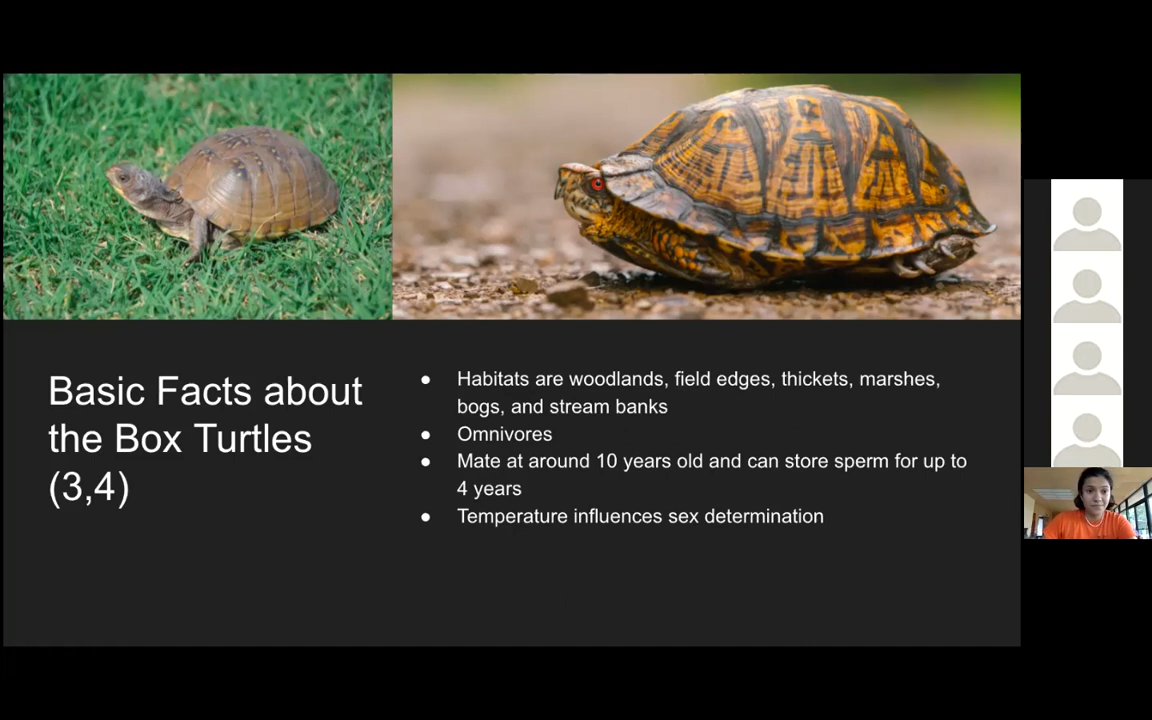 Basic Facts about
the Box Turtles
(3,4)
● Habitats are woodlands, field edges, thickets, marshes,
bogs, and stream banks
● Omnivores
● Mate at around 10 years old and can store sperm for up to
4 years
● Temperature influences sex determination